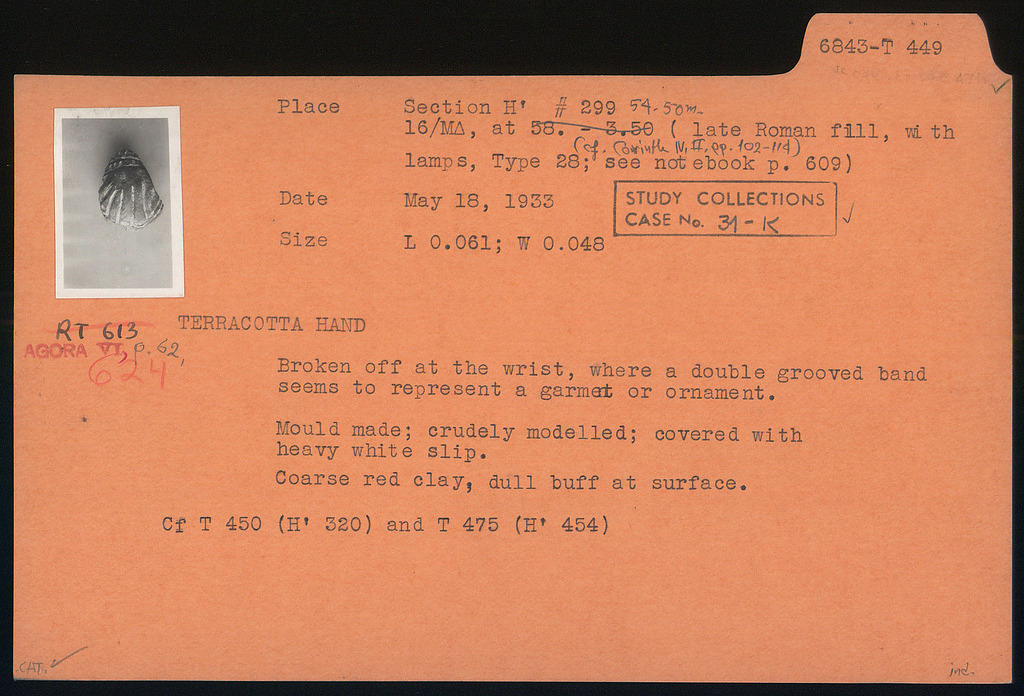 6843-T 449
Place Section H' # 299 54.50m.
16/MΔ, at 58. - 3.50 ( late Roman fill, with
(cf. Corinth IV, II, pp. 102-114)
lamps, Type 28; see notebook p. 609)
Date May 18, 1933
STUDY COLLECTIONS
CASE No. 31-K
Size L 0.061; W 0.048
RT 613
TERRACOTTA HAND
AGORA VI, p. 62,
624
Broken off at the wrist, where a double grooved band
seems to represent a garmet or ornament.
Mould made; crudely modelled; covered with
heavy white slip.
Coarse red clay, dull buff at surface.
Cf T 450 (H' 320) and T 475 (H' 454)
CAT.
ind.